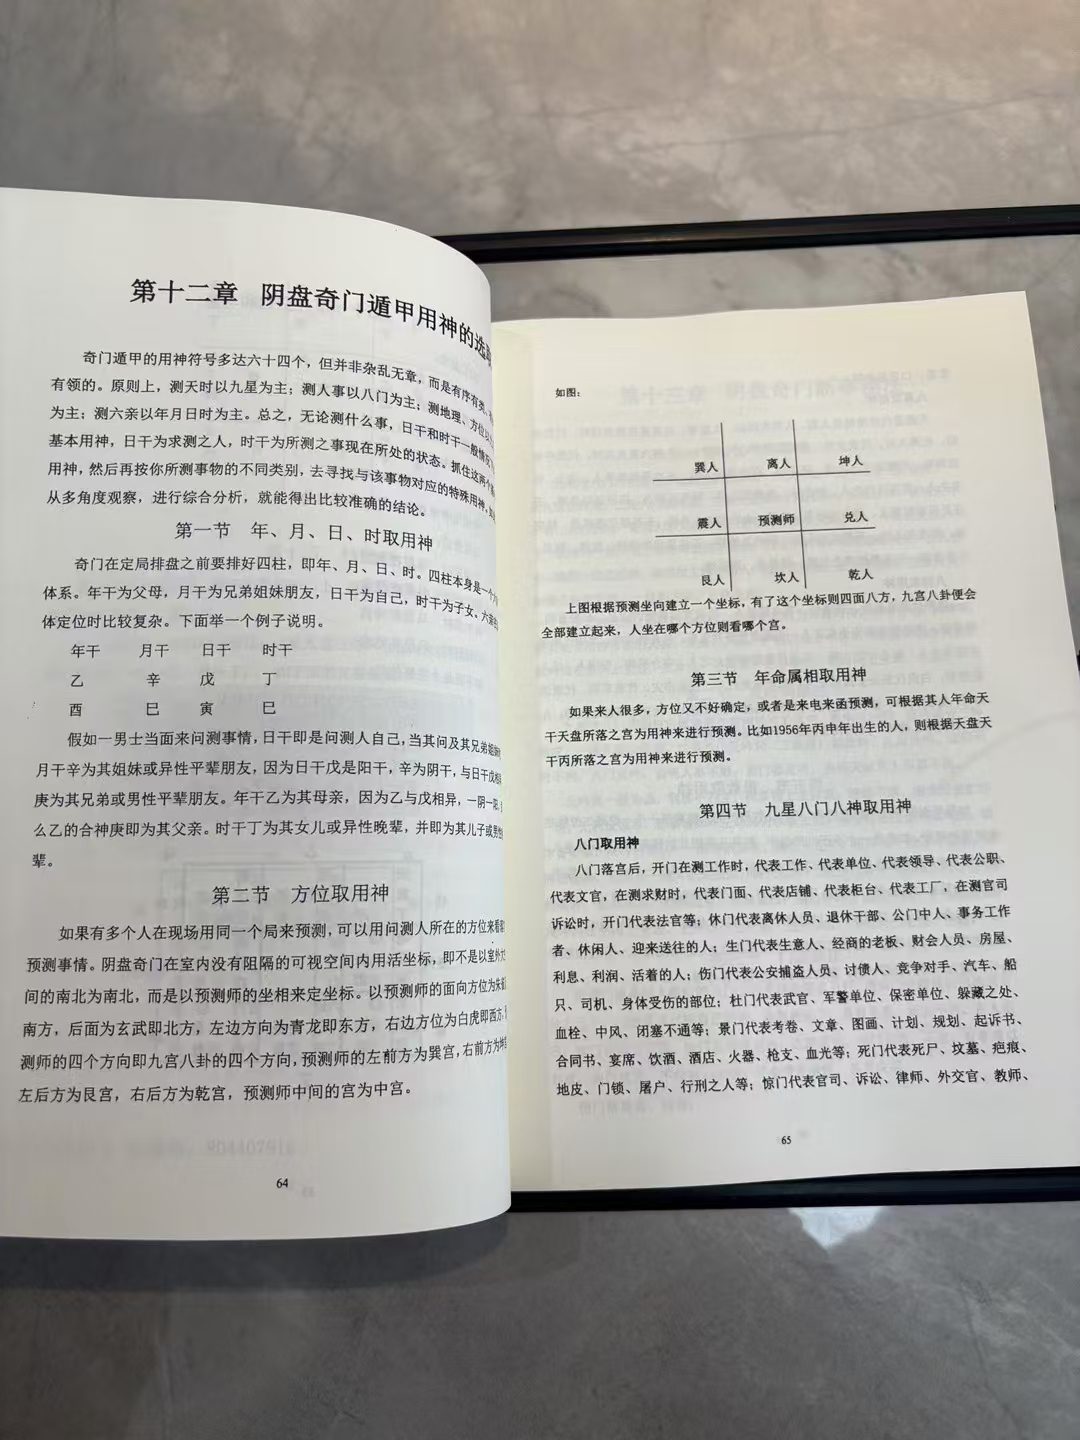 第十二章 阴盘奇门遁甲用神的选
奇门遁甲的用神符号多达六十四个，但并非杂乱无章，而是有序有类、
有领的。原则上，测天时以九星为主；测人事以八门为主；测地理、方位以
为主；测六亲以年月日时为主。总之，无论测什么事，日干和时干一般情
基本用神，日干为求测之人，时干为所测之事现在所处的状态。抓住这两个
用神，然后再按你所测事物的不同类别，去寻找与该事物对应的特殊用神，
从多角度观察，进行综合分析，就能得出比较准确的结论。
第一节 年、月、日、时取用神
奇门在定局排盘之前要排好四柱，即年、月、日、时。四柱本身是一个
体系。年干为父母，月干为兄弟姐妹朋友，日干为自己，时干为子女。六亲
体定位时比较复杂。下面举一个例子说明。
年干 月干 日干 时干
乙 辛 戊 丁
酉 巳 寅 巳
假如一男士当面来问测事情，日干即是问测人自己，当其问及其兄弟姐
月干辛为其姐妹或异性平辈朋友，因为日干戊是阳干，辛为阴干，与日干戊相
庚为其兄弟或男性平辈朋友。年干乙为其母亲，因为乙与戊相异，一阴一阳，
么乙的合神庚即为其父亲。时干丁为其女儿或异性晚辈，并即为其儿子或男性
辈。
第二节 方位取用神
如果有多个人在现场用同一个局来预测，可以用问测人所在的方位来看
预测事情。阴盘奇门在室内没有阻隔的可视空间内用活坐标，即不是以室外
间的南北为南北，而是以预测师的坐相来定坐标。以预测师的面向方位为朱
南方，后面为玄武即北方，左边方向为青龙即东方，右边方位为白虎即西方，
测师的四个方向即九宫八卦的四个方向，预测师的左前方为巽宫，右前方为坤
左后方为艮宫，右后方为乾宫，预测师中间的宫为中宫。
64
如图：
巽人 离人 坤人
震人 预测师 兑人
艮人 坎人 乾人
上图根据预测坐向建立一个坐标，有了这个坐标则四面八方，九宫八卦便会
全部建立起来，人坐在哪个方位则看哪个宫。
第三节 年命属相取用神
如果来人很多，方位又不好确定，或者是来电来函预测，可根据其人年命天
干天盘所落之宫为用神来进行预测。比如1956年丙申年出生的人，则根据天盘天
干丙所落之宫为用神来进行预测。
第四节 九星八门八神取用神
八门取用神
八门落宫后，开门在测工作时，代表工作、代表单位、代表领导、代表公职、
代表文官，在测求财时，代表门面、代表店铺、代表柜台、代表工厂，在测官司
诉讼时，开门代表法官等；休门代表离休人员、退休干部、公门中人、事务工作
者、休闲人、迎来送往的人；生门代表生意人、经商的老板、财会人员、房屋、
利息、利润、活着的人；伤门代表公安捕盗人员、讨债人、竞争对手、汽车、船
只、司机、身体受伤的部位；杜门代表武官、军警单位、保密单位、躲藏之处、
血栓、中风、闭塞不通等；景门代表考卷、文章、图画、计划、规划、起诉书、
合同书、宴席、饮酒、酒店、火器、枪支、血光等；死门代表死尸、坟墓、疤痕、
地皮、门锁、屠户、行刑之人等；惊门代表官司、诉讼、律师、外交官、教师、
65